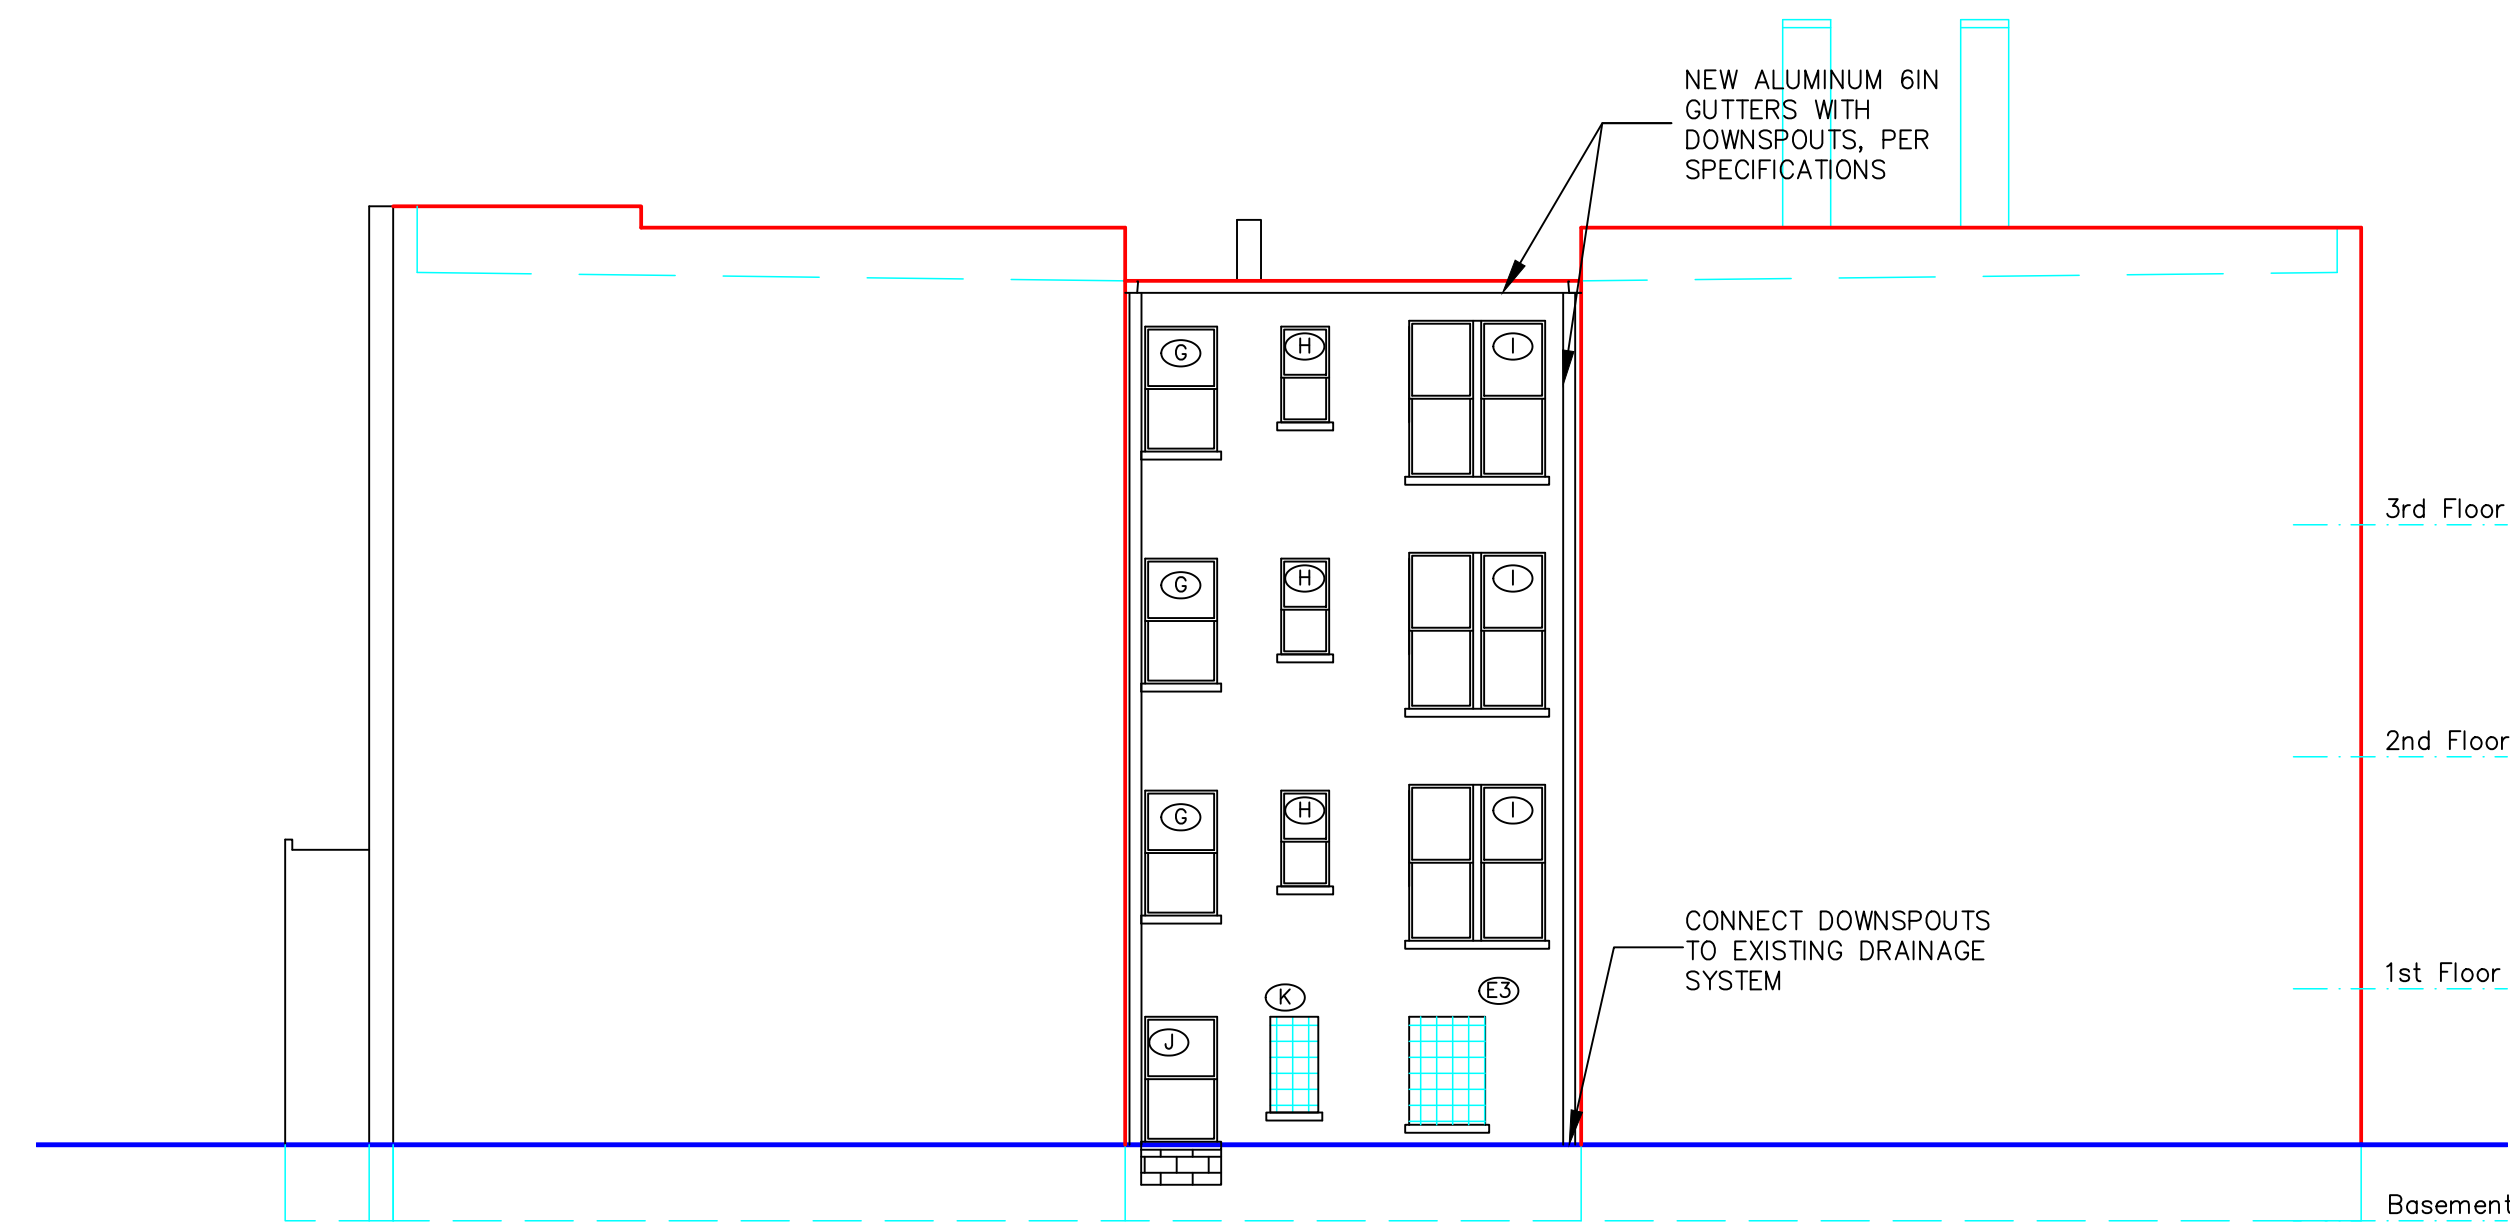 NEW ALUMINUM 6IN
GUTTERS WITH
DOWNSPOUTS, PER
SPECIFICATIONS
G
H
I
3rd Floor
G
H
I
2nd Floor
G
H
I
CONNECT DOWNSPOUTS
TO EXISTING DRAINAGE
SYSTEM
1st Floor
K
E3
J
Basement